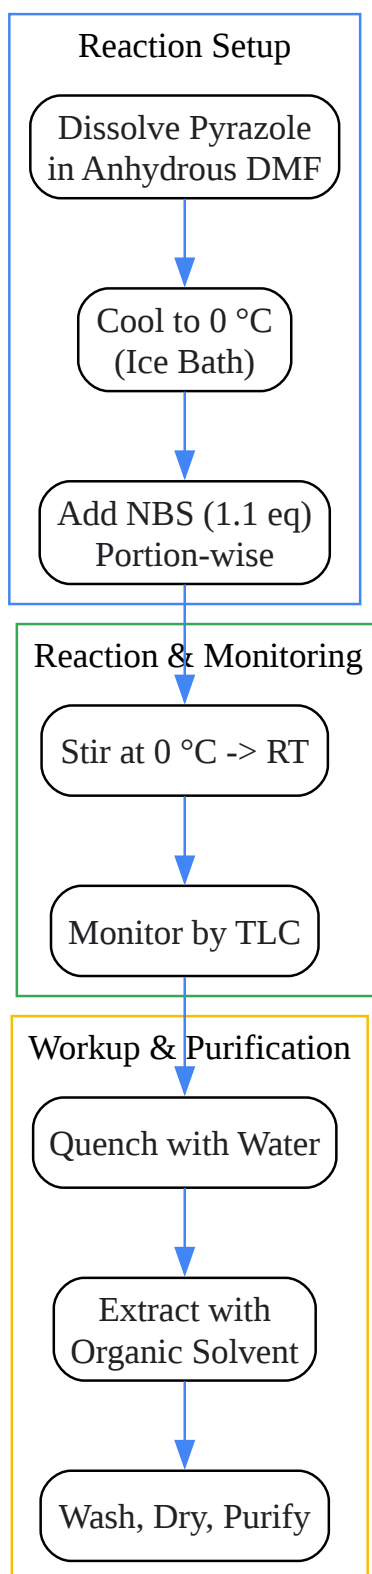 Reaction Setup
Dissolve Pyrazole
in Anhydrous DMF
Cool to 0 °C
(Ice Bath)
Add NBS (1.1 eq)
Portion-wise
Reaction & Monitoring
Stir at 0 °C -> RT
Monitor by TLC
Workup & Purification
Quench with Water
Extract with
Organic Solvent
Wash, Dry, Purify